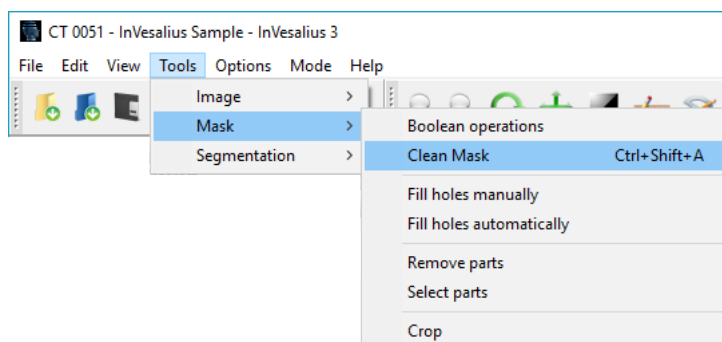 CT 0051 - InVesalius Sample - InVesalius 3
File Edit View Tools Options Mode Help
Image
Mask
Segmentation
Boolean operations
Clean Mask Ctrl+Shift+A
Fill holes manually
Fill holes automatically
Remove parts
Select parts
Crop